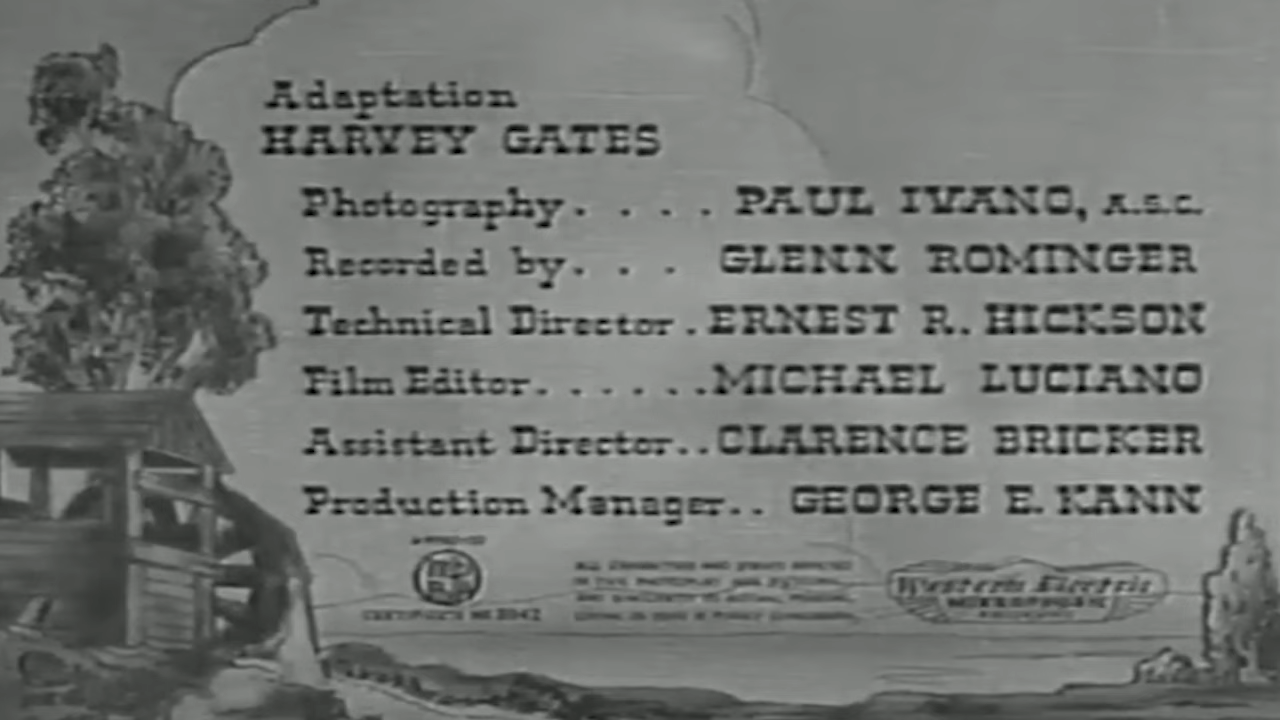 Adaptation
HARVEY GATES
Photography. . . . PAUL IVANO, A.S.C.
Recorded by. . . GLENN ROMINGER
Technical Director. ERNEST R. HICKSON
Film Editor. . . . . . MICHAEL LUCIANO
Assistant Director.. CLARENCE BRICKER
Production Manager.. GEORGE E. KANN
Western Electric